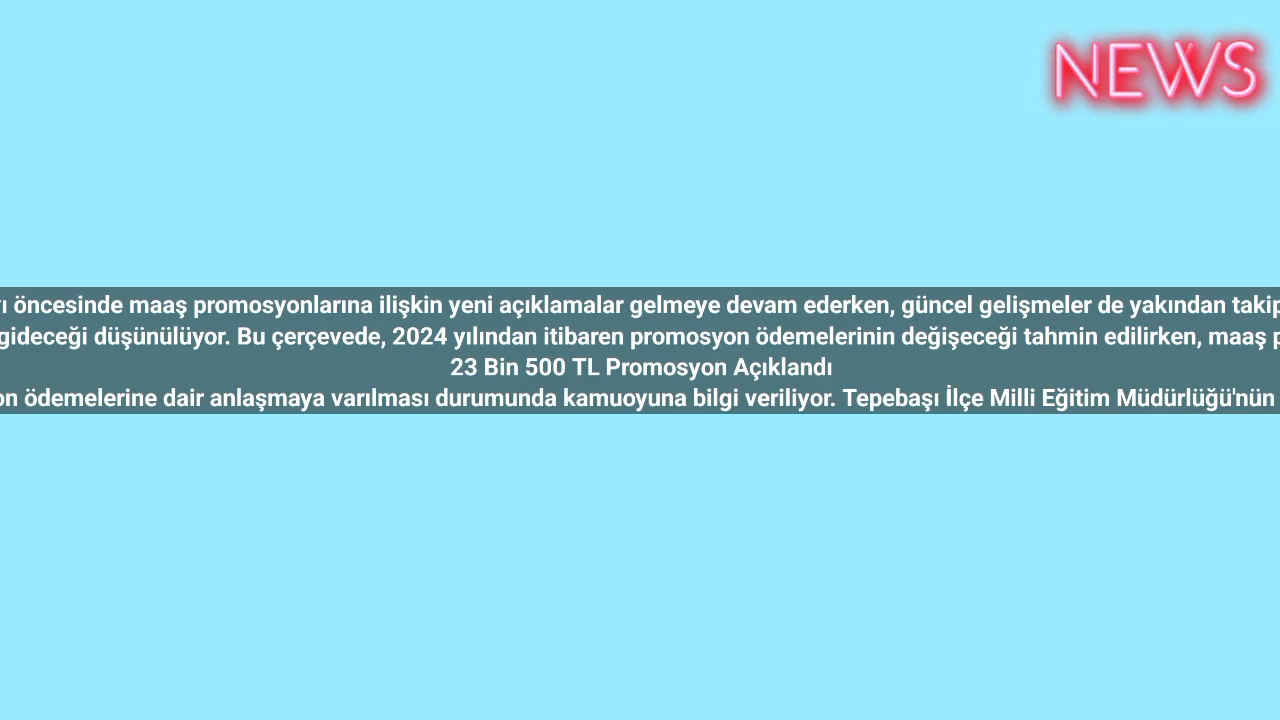 NEWS
öncesinde maaş promosyonlarına ilişkin yeni açıklamalar gelmeye devam ederken, güncel gelişmeler de yakından
gideceği düşünülüyor. Bu çerçevede, 2024 yılından itibaren promosyon ödemelerinin değişeceği tahmin edilirken, maaş
23 Bin 500 TL Promosyon Açıklandı
ödemelerine dair anlaşmaya varılması durumunda kamuoyuna bilgi veriliyor. Tepebaşı İlçe Milli Eğitim Müdürlüğü'nün